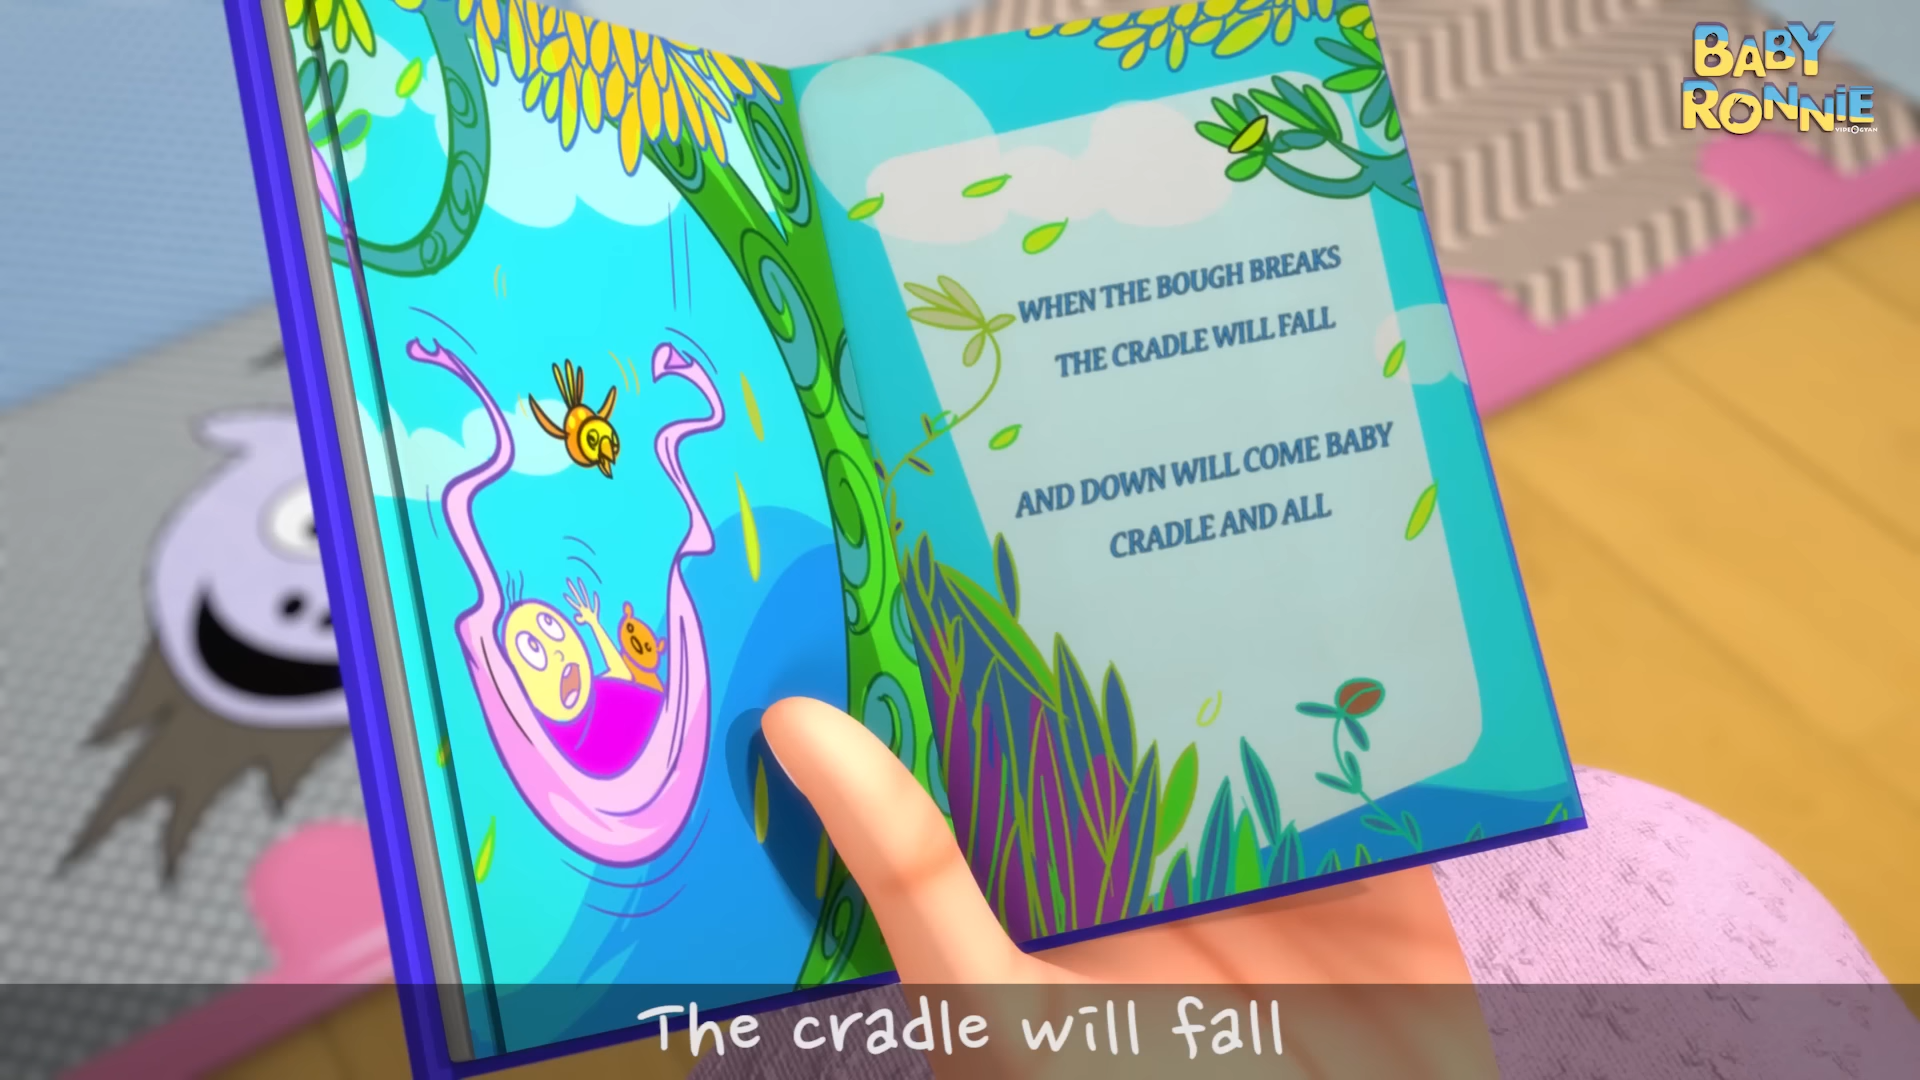 BABY
RONNIE
VIDEOGYAN
WHEN THE BOUGH BREAKS
THE CRADLE WILL FALL
AND DOWN WILL COME BABY
CRADLE AND ALL
The cradle will fall